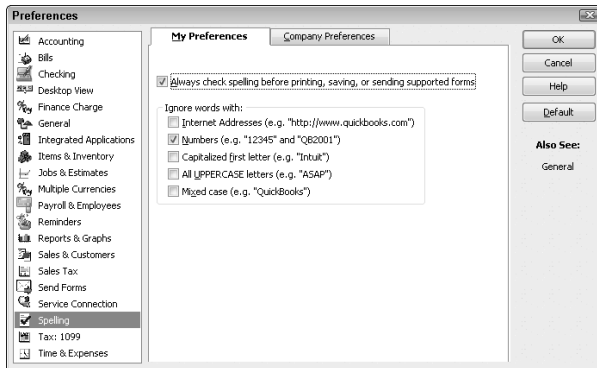 Preferences
Accounting
Bills
Checking
Desktop View
Finance Charge
General
Integrated Applications
Items & Inventory
Jobs & Estimates
Multiple Currencies
Payroll & Employees
Reminders
Reports & Graphs
Sales & Customers
Sales Tax
Send Forms
Service Connection
Spelling
Tax: 1099
Time & Expenses
My Preferences
Company Preferences
Always check spelling before printing, saving, or sending supported forms
Ignore words with:
Internet Addresses (e.g. "http://www.quickbooks.com")
Numbers (e.g. "12345" and "QB2001")
Capitalized first letter (e.g. "Intuit")
All UPPERCASE letters (e.g. "ASAP")
Mixed case (e.g. "QuickBooks")
OK
Cancel
Help
Default
Also See:
General